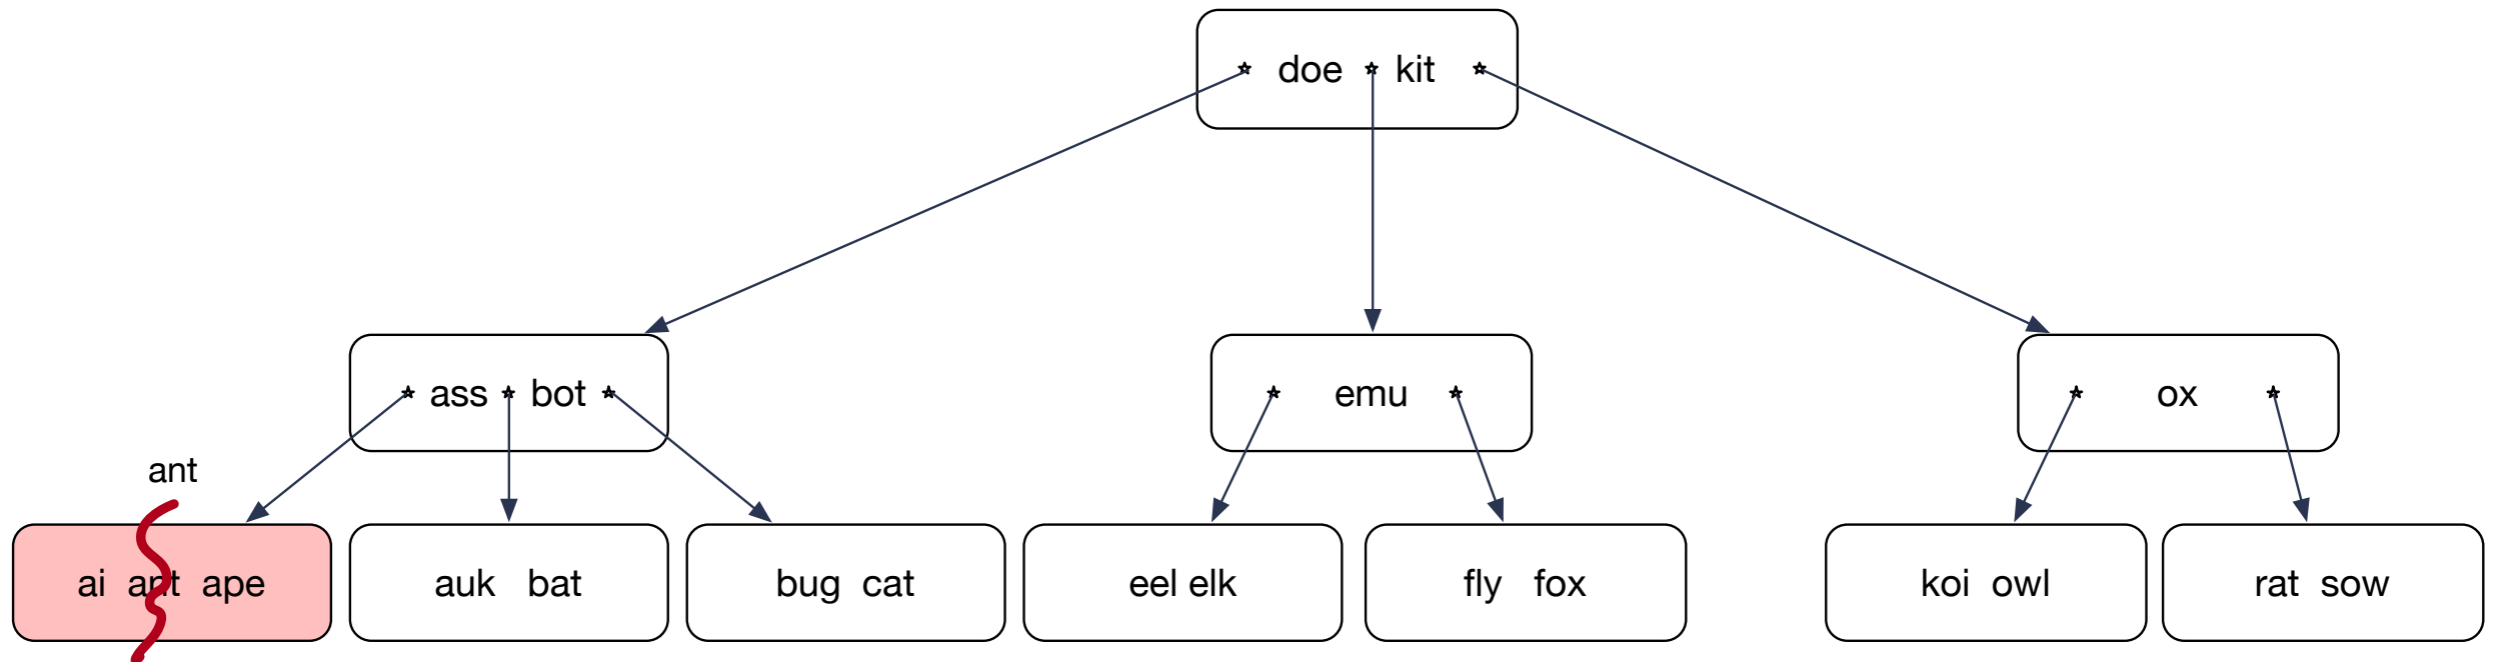 doe kit
ass bot
emu
ox
ant
ai ant ape
auk bat
bug cat
eel elk
fly fox
koi owl
rat sow